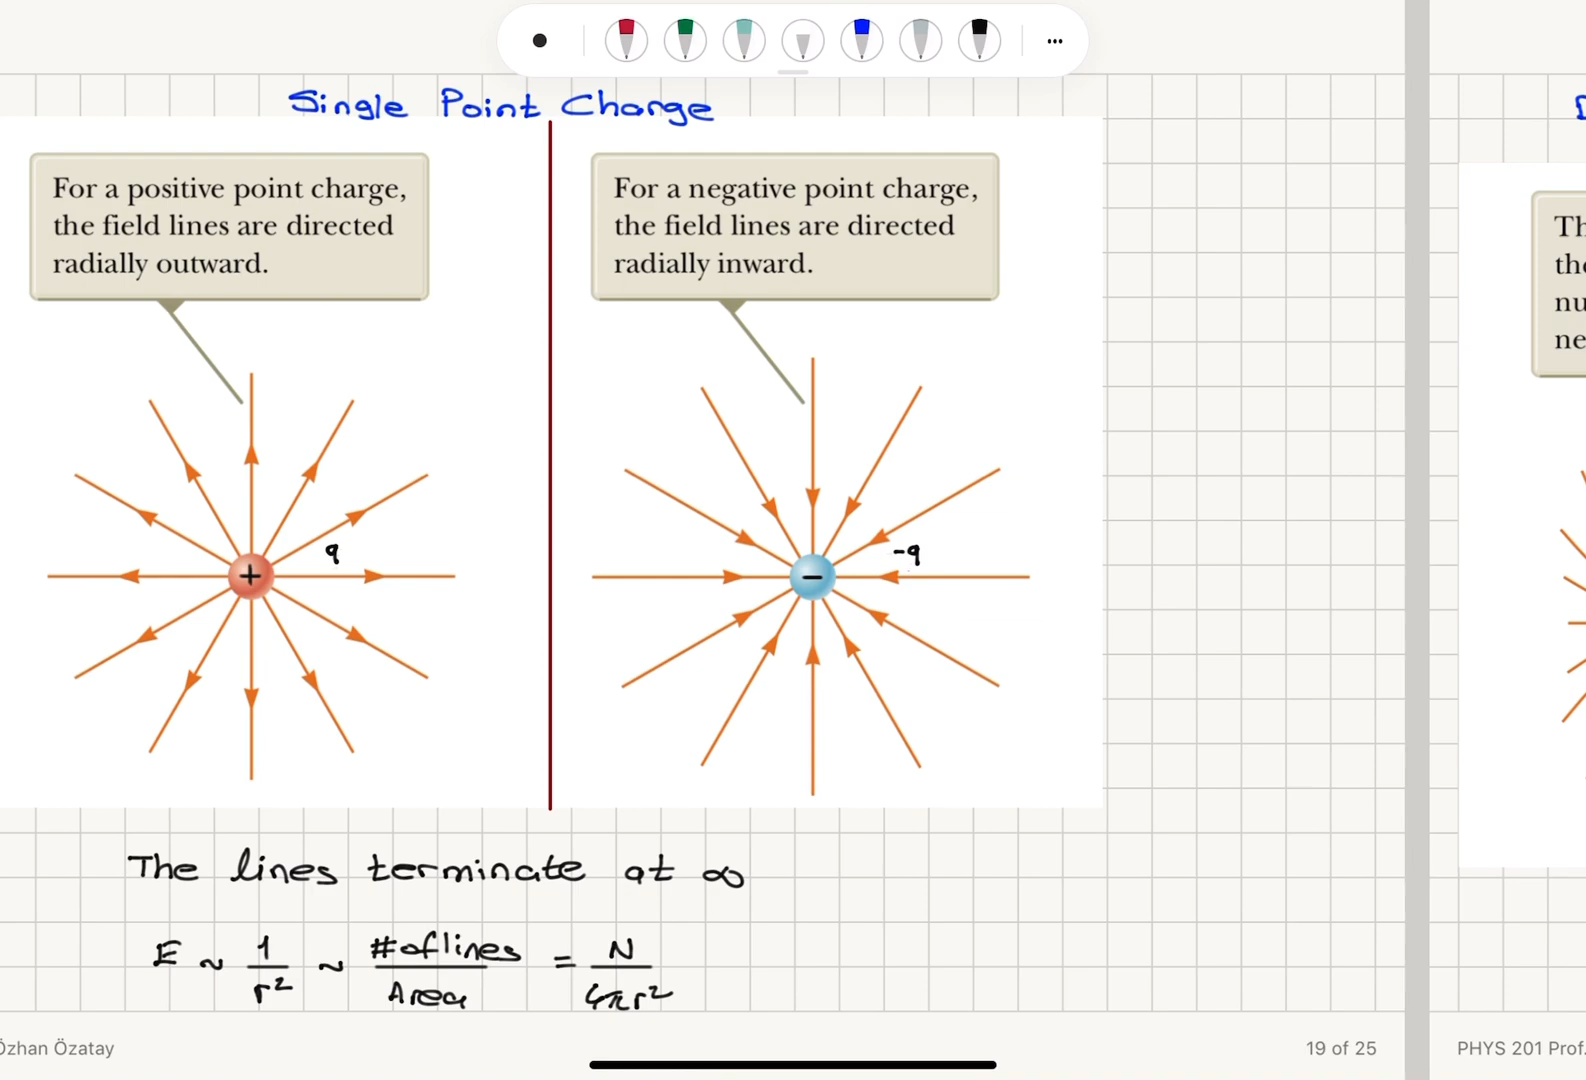 Single Point Charge
For a positive point charge,
the field lines are directed
radially outward.
For a negative point charge,
the field lines are directed
radially inward.
+
q
−
-q
The lines terminate at ∞
E ~ 1/r² ~ #of lines/Area = N/4πr²
Özhan Özatay
19 of 25
PHYS 201 Prof.